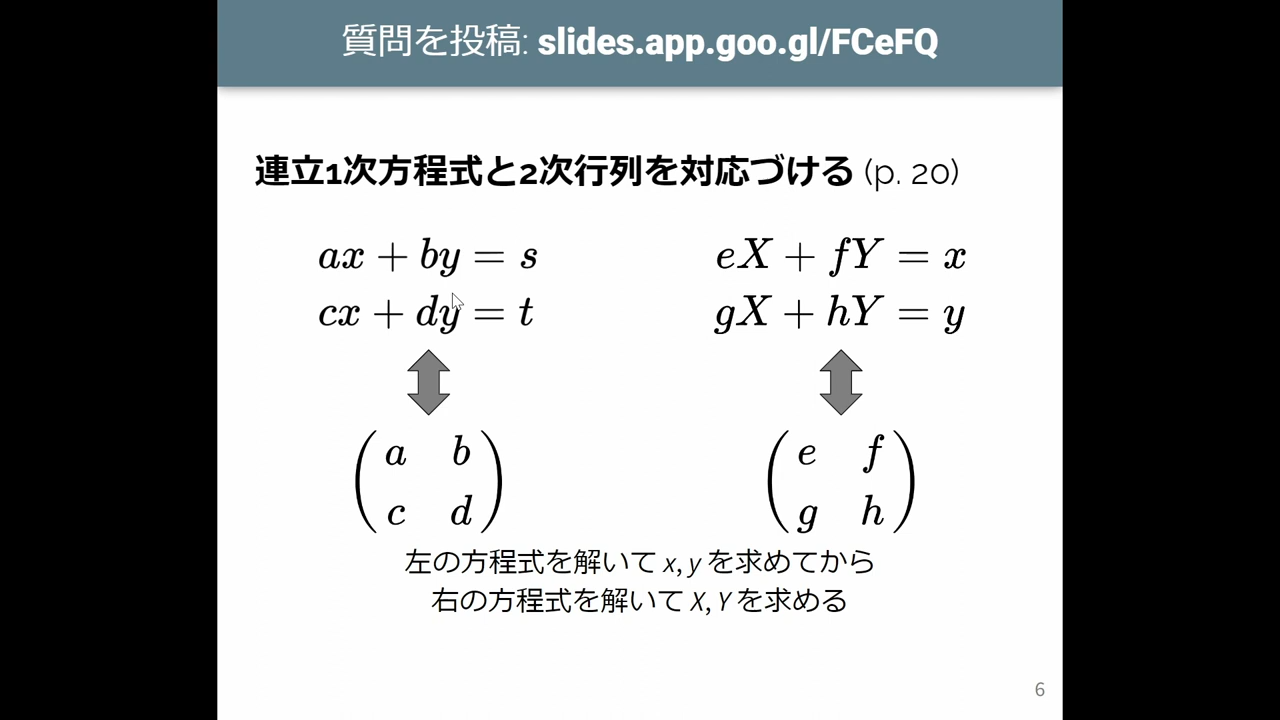 質問を投稿: slides.app.goo.gl/FCeFQ
連立1次方程式と2次行列を対応づける (p. 20)
ax + by = s
cx + dy = t
eX + fY = x
gX + hY = y
a b
c d
e f
g h
左の方程式を解いて x, y を求めてから
右の方程式を解いて X, Y を求める
6